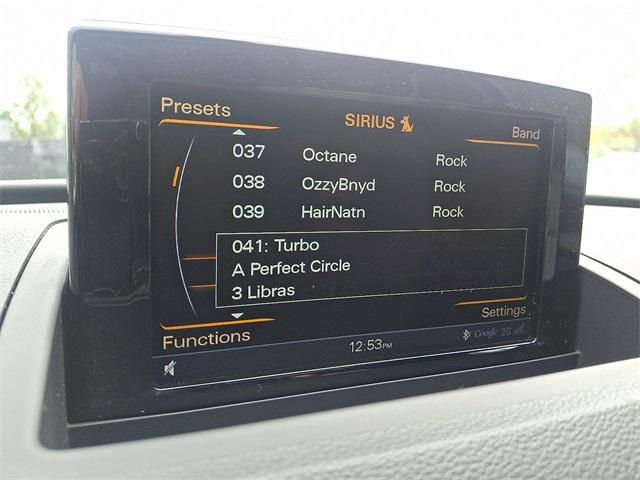 Presets
SIRIUS
Band
037 Octane Rock
038 OzzyBnyd Rock
039 HairNatn Rock
041: Turbo
A Perfect Circle
3 Libras
Settings
Functions
12:53PM
Google 2G